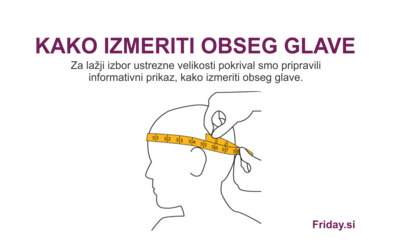 KAKO IZMERITI OBSEG GLAVE
Za lažji izbor ustrezne velikosti pokrival smo pripravili
informativni prikaz, kako izmeriti obseg glave.
Friday.si